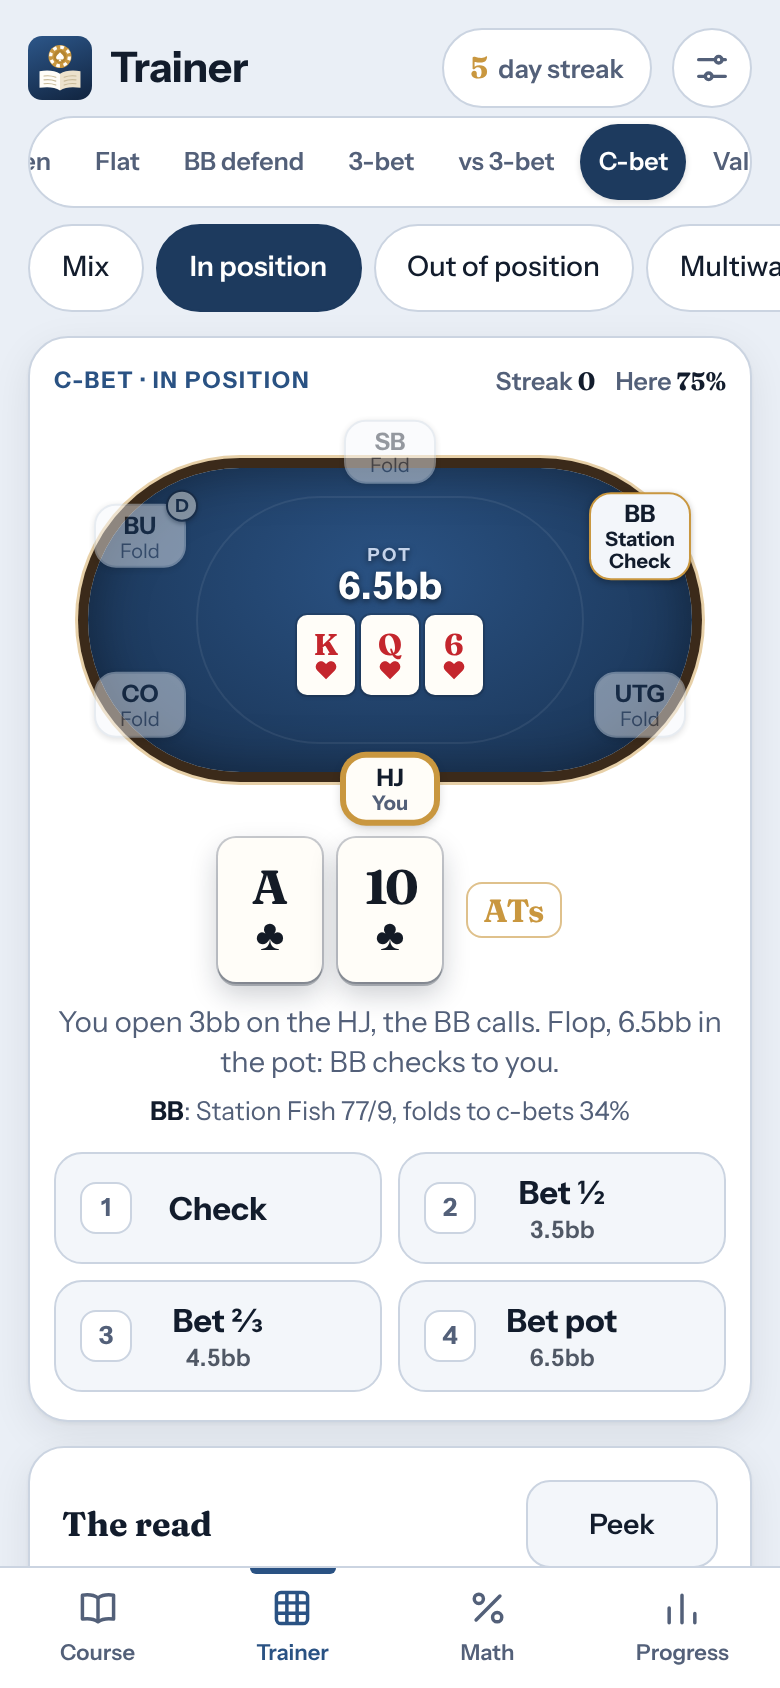 Trainer
5 day streak
en Flat BB defend 3-bet vs 3-bet C-bet Val
Mix In position Out of position Multiwa
C-BET · IN POSITION Streak 0 Here 75%
SB
Fold
BU
Fold
D
BB
Station
Check
POT
6.5bb
K Q 6
CO
Fold
UTG
Fold
HJ
You
A 10
ATs
You open 3bb on the HJ, the BB calls. Flop, 6.5bb in
the pot: BB checks to you.
BB: Station Fish 77/9, folds to c-bets 34%
1 Check
2 Bet ½
3.5bb
3 Bet ⅔
4.5bb
4 Bet pot
6.5bb
The read Peek
Course Trainer Math Progress